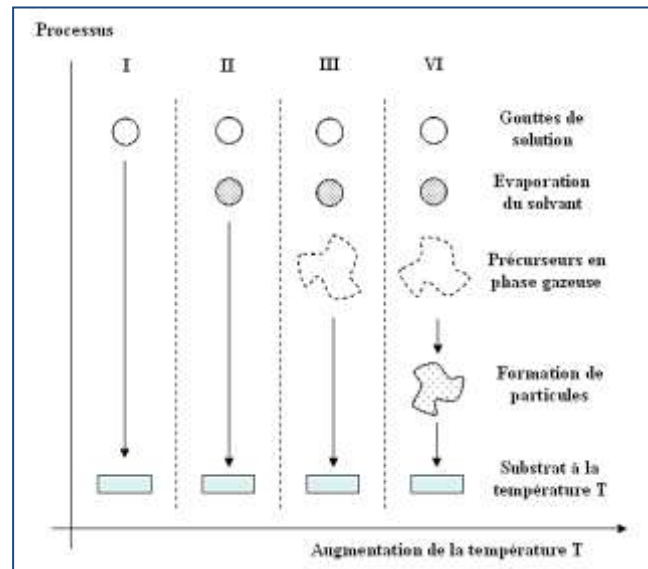 Processus
I II III VI
Gouttes de
solution
Evaporation
du solvant
Précurseurs en
phase gazeuse
Formation de
particules
Substrat à la
température T
Augmentation de la température T